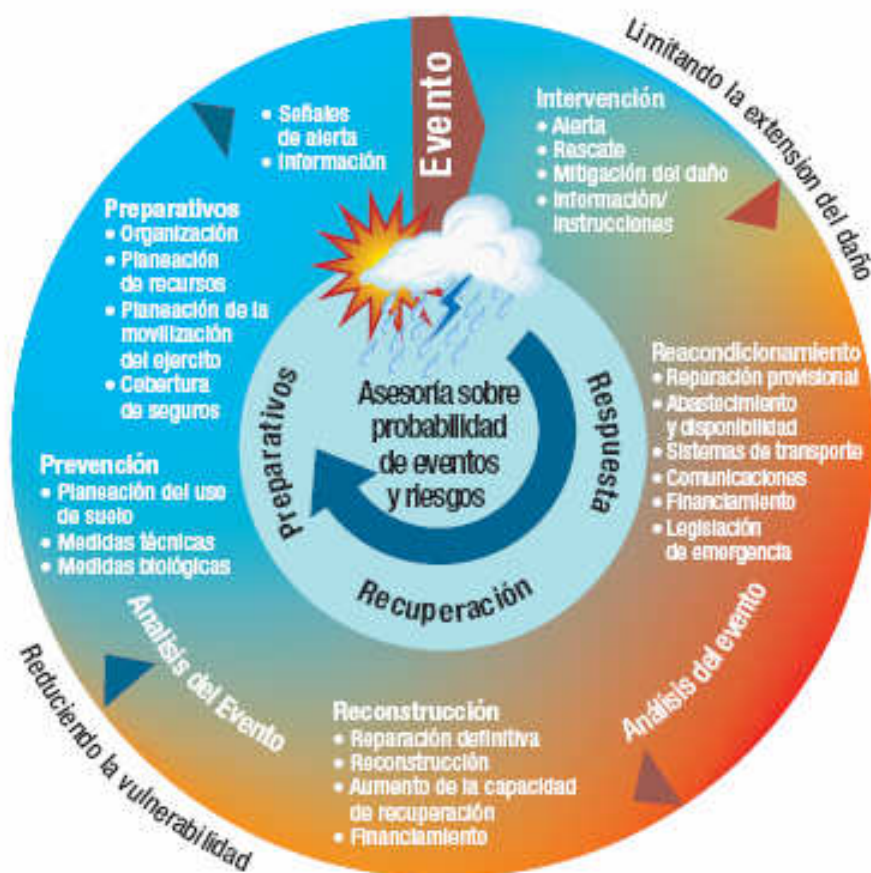 Evento
Limitando la extension del daño
Intervención
• Alerta
• Rescate
• Mitigación del daño
• Información/
instrucciones
Reacondicionamiento
• Reparación provisional
• Abastecimiento
y disponibilidad
• Sistemas de transporte
• Comunicaciones
• Financiamiento
• Legislación
de emergencia
Análisis del evento
Reconstrucción
• Reparación definitiva
• Reconstrucción
• Aumento de la capacidad
de recuperación
• Financiamiento
Analisis del Evento
Reduciendo la vulnerabilidad
Prevención
• Planeación del uso
de suelo
• Medidas técnicas
• Medidas biológicas
Preparativos
• Organización
• Planeación
de recursos
• Planeación de la
movilización
del ejercito
• Cobertura
de seguros
• Señales
de alerta
• Información
Respuesta
Recuperación
Preparativos
Asesoría sobre
probabilidad
de eventos
y riesgos